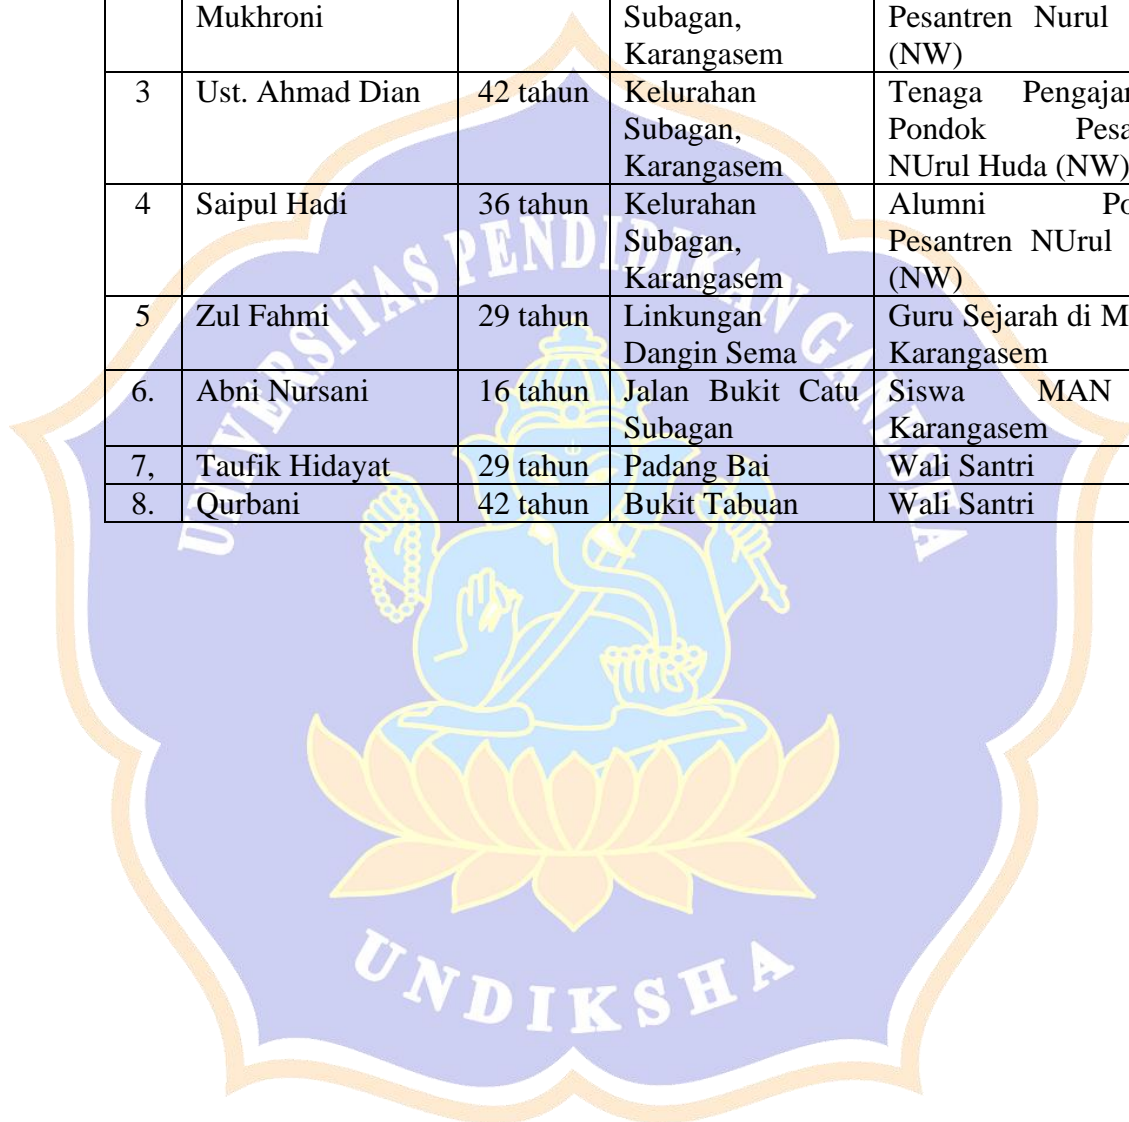 Mukhroni Subagan, Pesantren Nurul
Karangasem (NW)
3 Ust. Ahmad Dian 42 tahun Kelurahan Tenaga Pengajar
Subagan, Pondok
Karangasem NUrul Huda (NW)
4 Saipul Hadi 36 tahun Kelurahan Alumni
Subagan, Pesantren NUrul
Karangasem (NW)
5 Zul Fahmi 29 tahun Linkungan Guru Sejarah di
Dangin Sema Karangasem
6. Abni Nursani 16 tahun Jalan Bukit Catu Siswa MAN
Subagan Karangasem
7, Taufik Hidayat 29 tahun Padang Bai Wali Santri
8. Qurbani 42 tahun Bukit Tabuan Wali Santri
UNIVERSITAS PENDIDIKAN GANESHA
UNDIKSHA